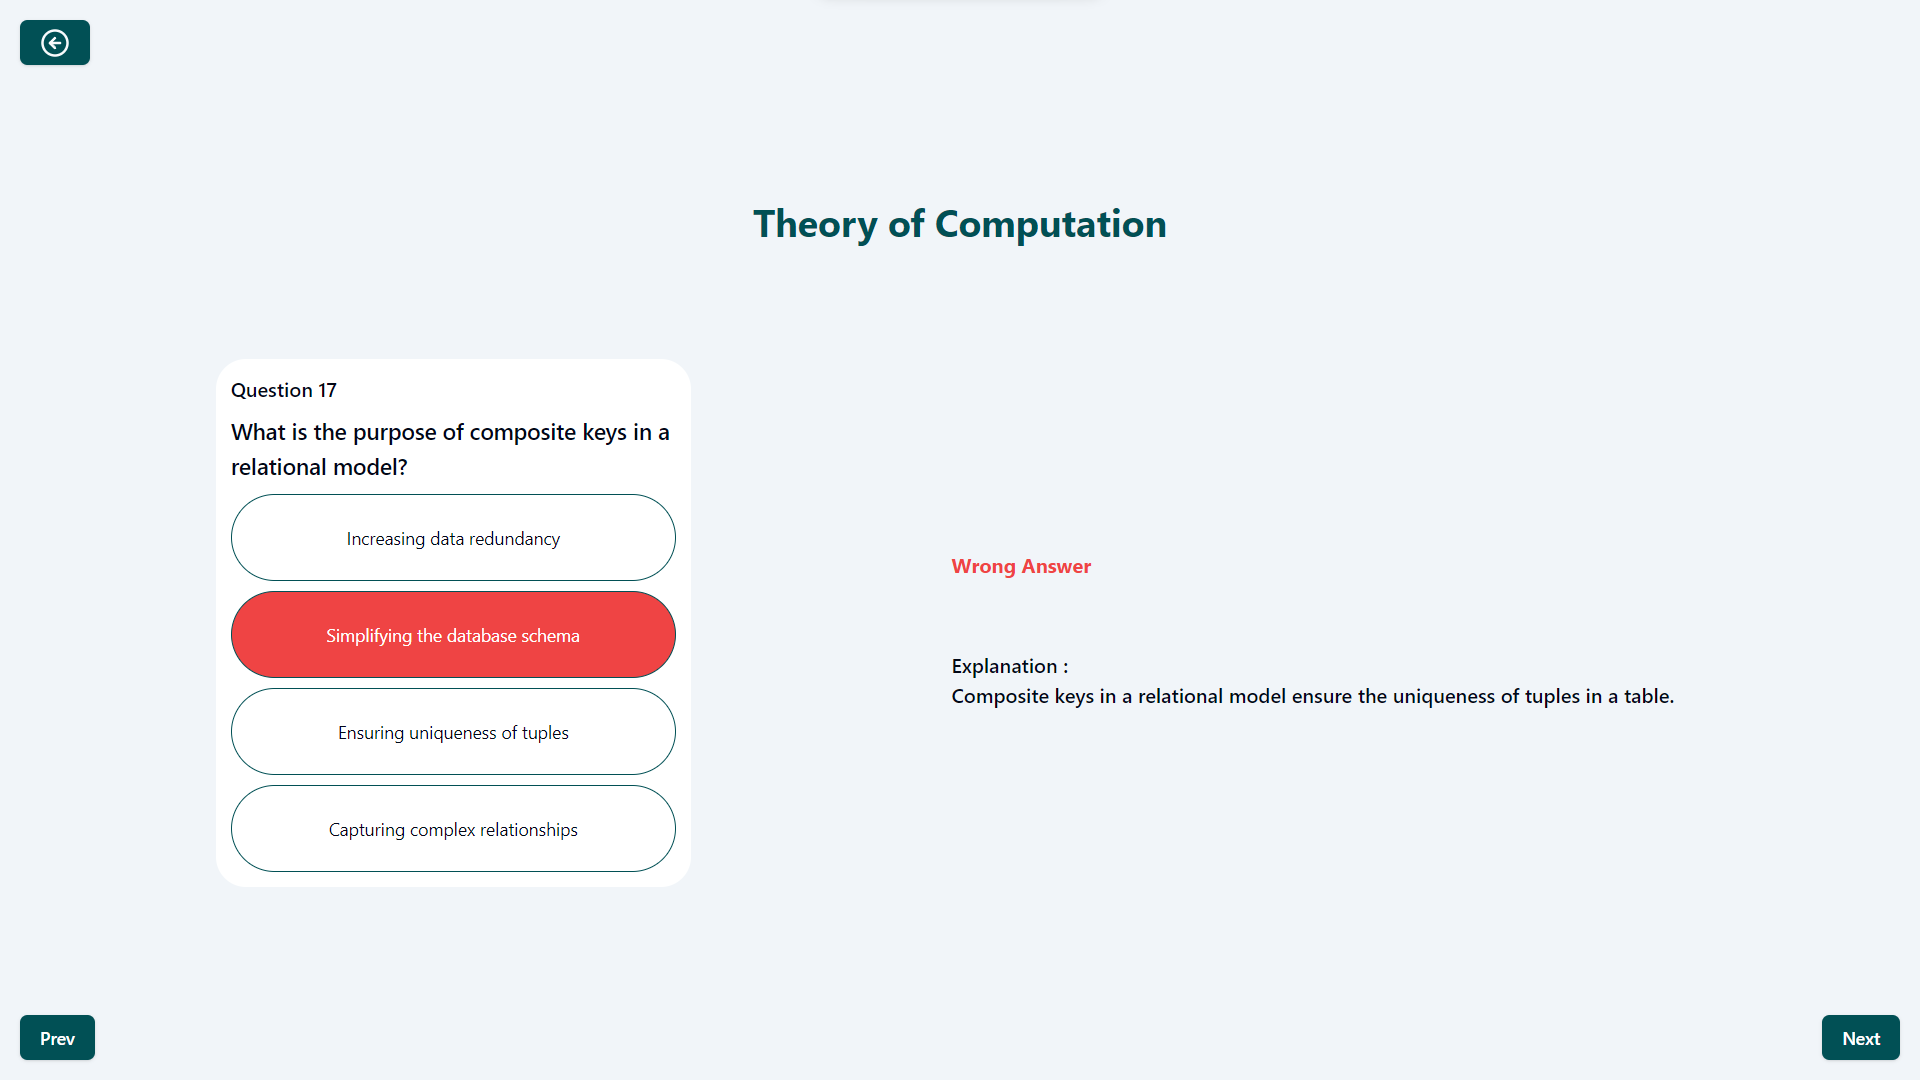 Theory of Computation
Question 17
What is the purpose of composite keys in a
relational model?
Increasing data redundancy
Simplifying the database schema
Ensuring uniqueness of tuples
Capturing complex relationships
Wrong Answer
Explanation :
Composite keys in a relational model ensure the uniqueness of tuples in a table.
Prev
Next